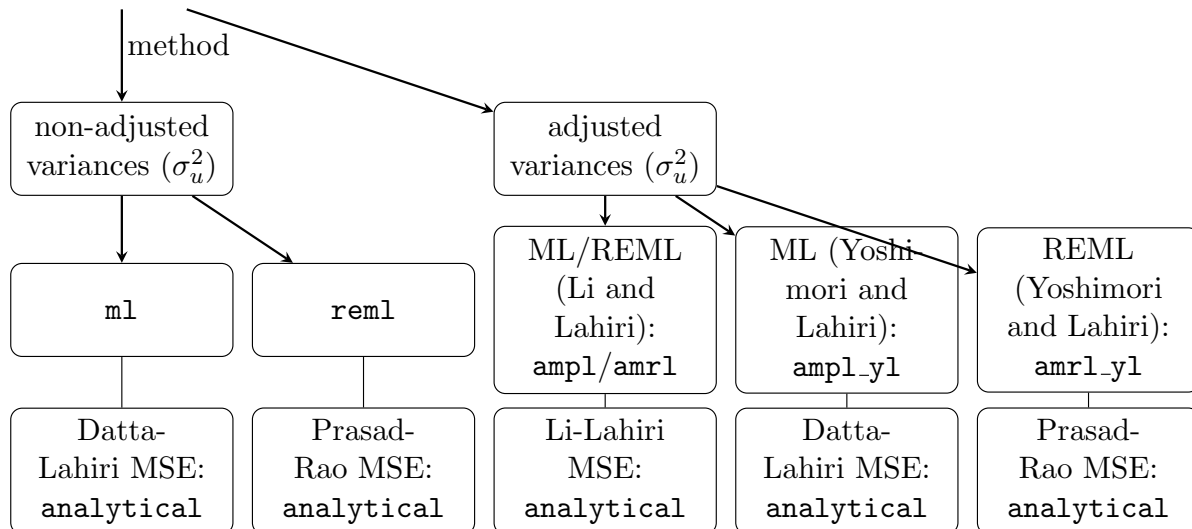 method
non-adjusted
variances (σ²ᵤ)
adjusted
variances (σ²ᵤ)
ml
reml
ML/REML
(Li and
Lahiri):
ampl/amrl
ML (Yoshi-
mori and
Lahiri):
ampl_yl
REML
(Yoshimori
and Lahiri):
amrl_yl
Datta-
Lahiri MSE:
analytical
Prasad-
Rao MSE:
analytical
Li-Lahiri
MSE:
analytical
Datta-
Lahiri MSE:
analytical
Prasad-
Rao MSE:
analytical